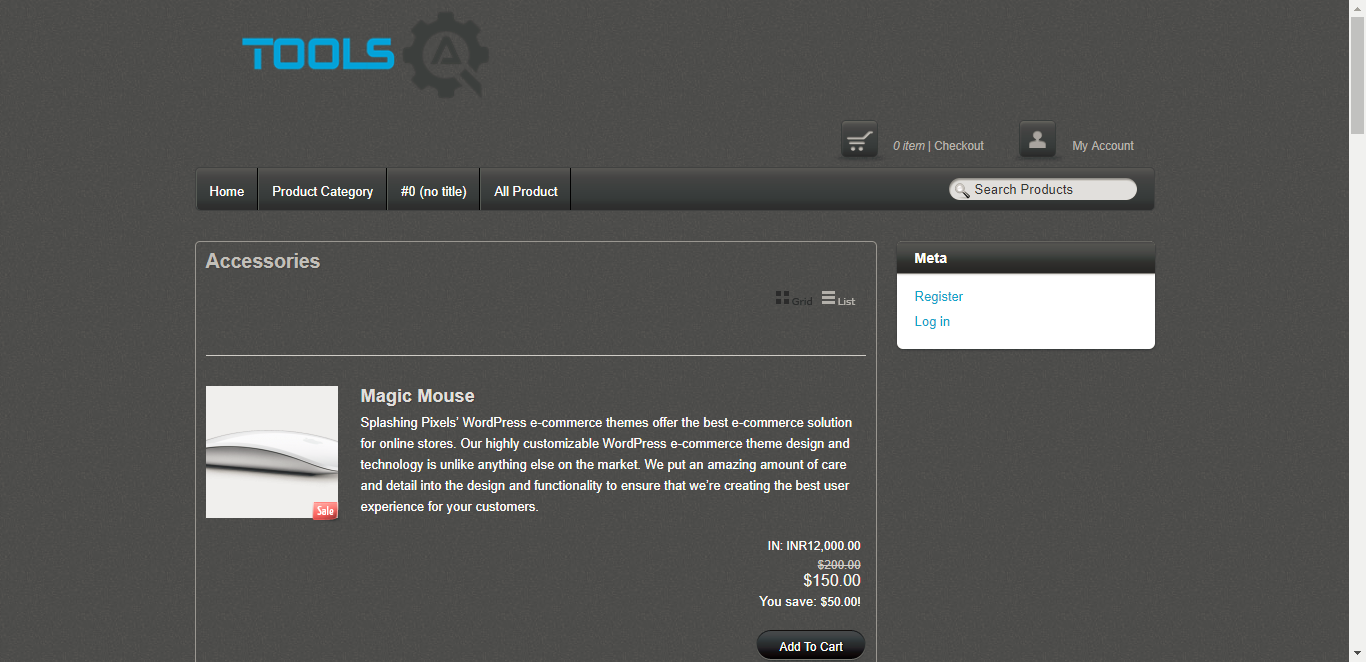 TOOLS
0 item | Checkout
My Account
Home
Product Category
#0 (no title)
All Product
Search Products
Accessories
Grid
List
Meta
Register
Log in
Magic Mouse
Splashing Pixels' WordPress e-commerce themes offer the best e-commerce solution
for online stores. Our highly customizable WordPress e-commerce theme design and
technology is unlike anything else on the market. We put an amazing amount of care
and detail into the design and functionality to ensure that we're creating the best user
experience for your customers.
Sale
IN: INR12,000.00
$200.00
$150.00
You save: $50.00!
Add To Cart